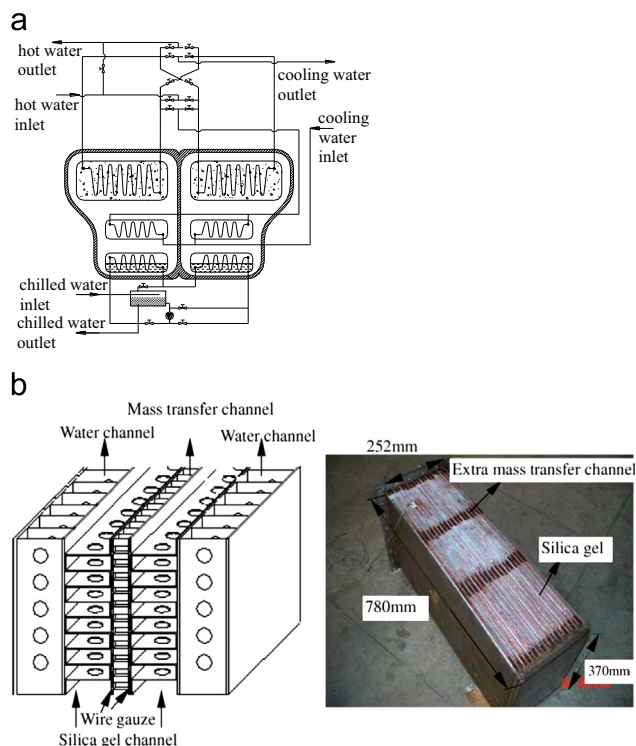 a
hot water
outlet
cooling water
outlet
hot water
inlet
cooling
water
inlet
chilled water
inlet
chilled water
outlet
b
Mass transfer channel
Water channel
Water channel
Wire gauze
Silica gel channel
252mm
Extra mass transfer channel
Silica gel
780mm
370mm